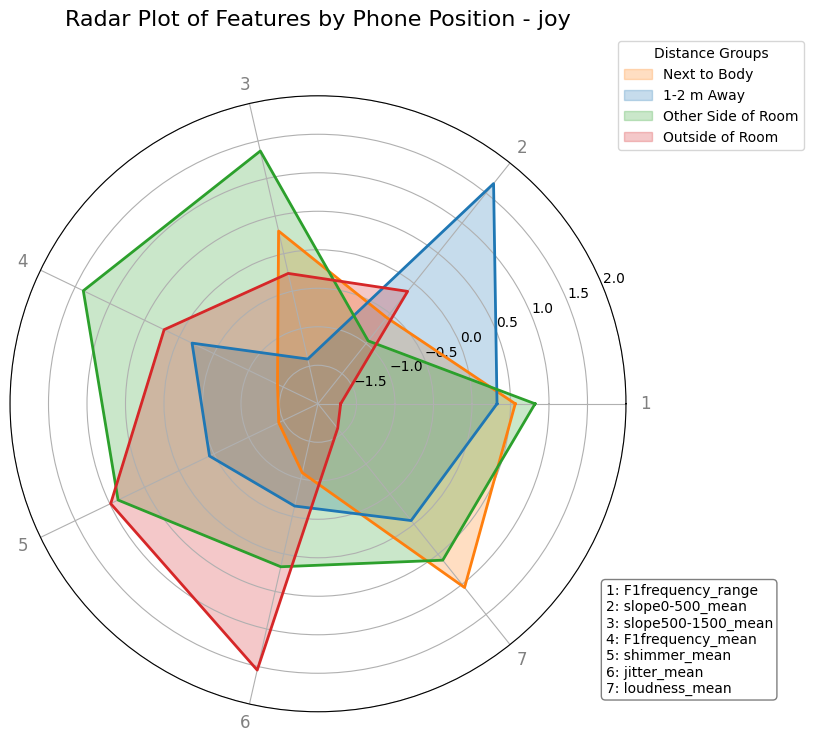 Radar Plot of Features by Phone Position - joy
Distance Groups
Next to Body
1-2 m Away
Other Side of Room
Outside of Room
3
2
4
2.0
1.5
1.0
0.5
0.0
−0.5
−1.0
−1.5
1
5
6
7
1: F1frequency_range
2: slope0-500_mean
3: slope500-1500_mean
4: F1frequency_mean
5: shimmer_mean
6: jitter_mean
7: loudness_mean